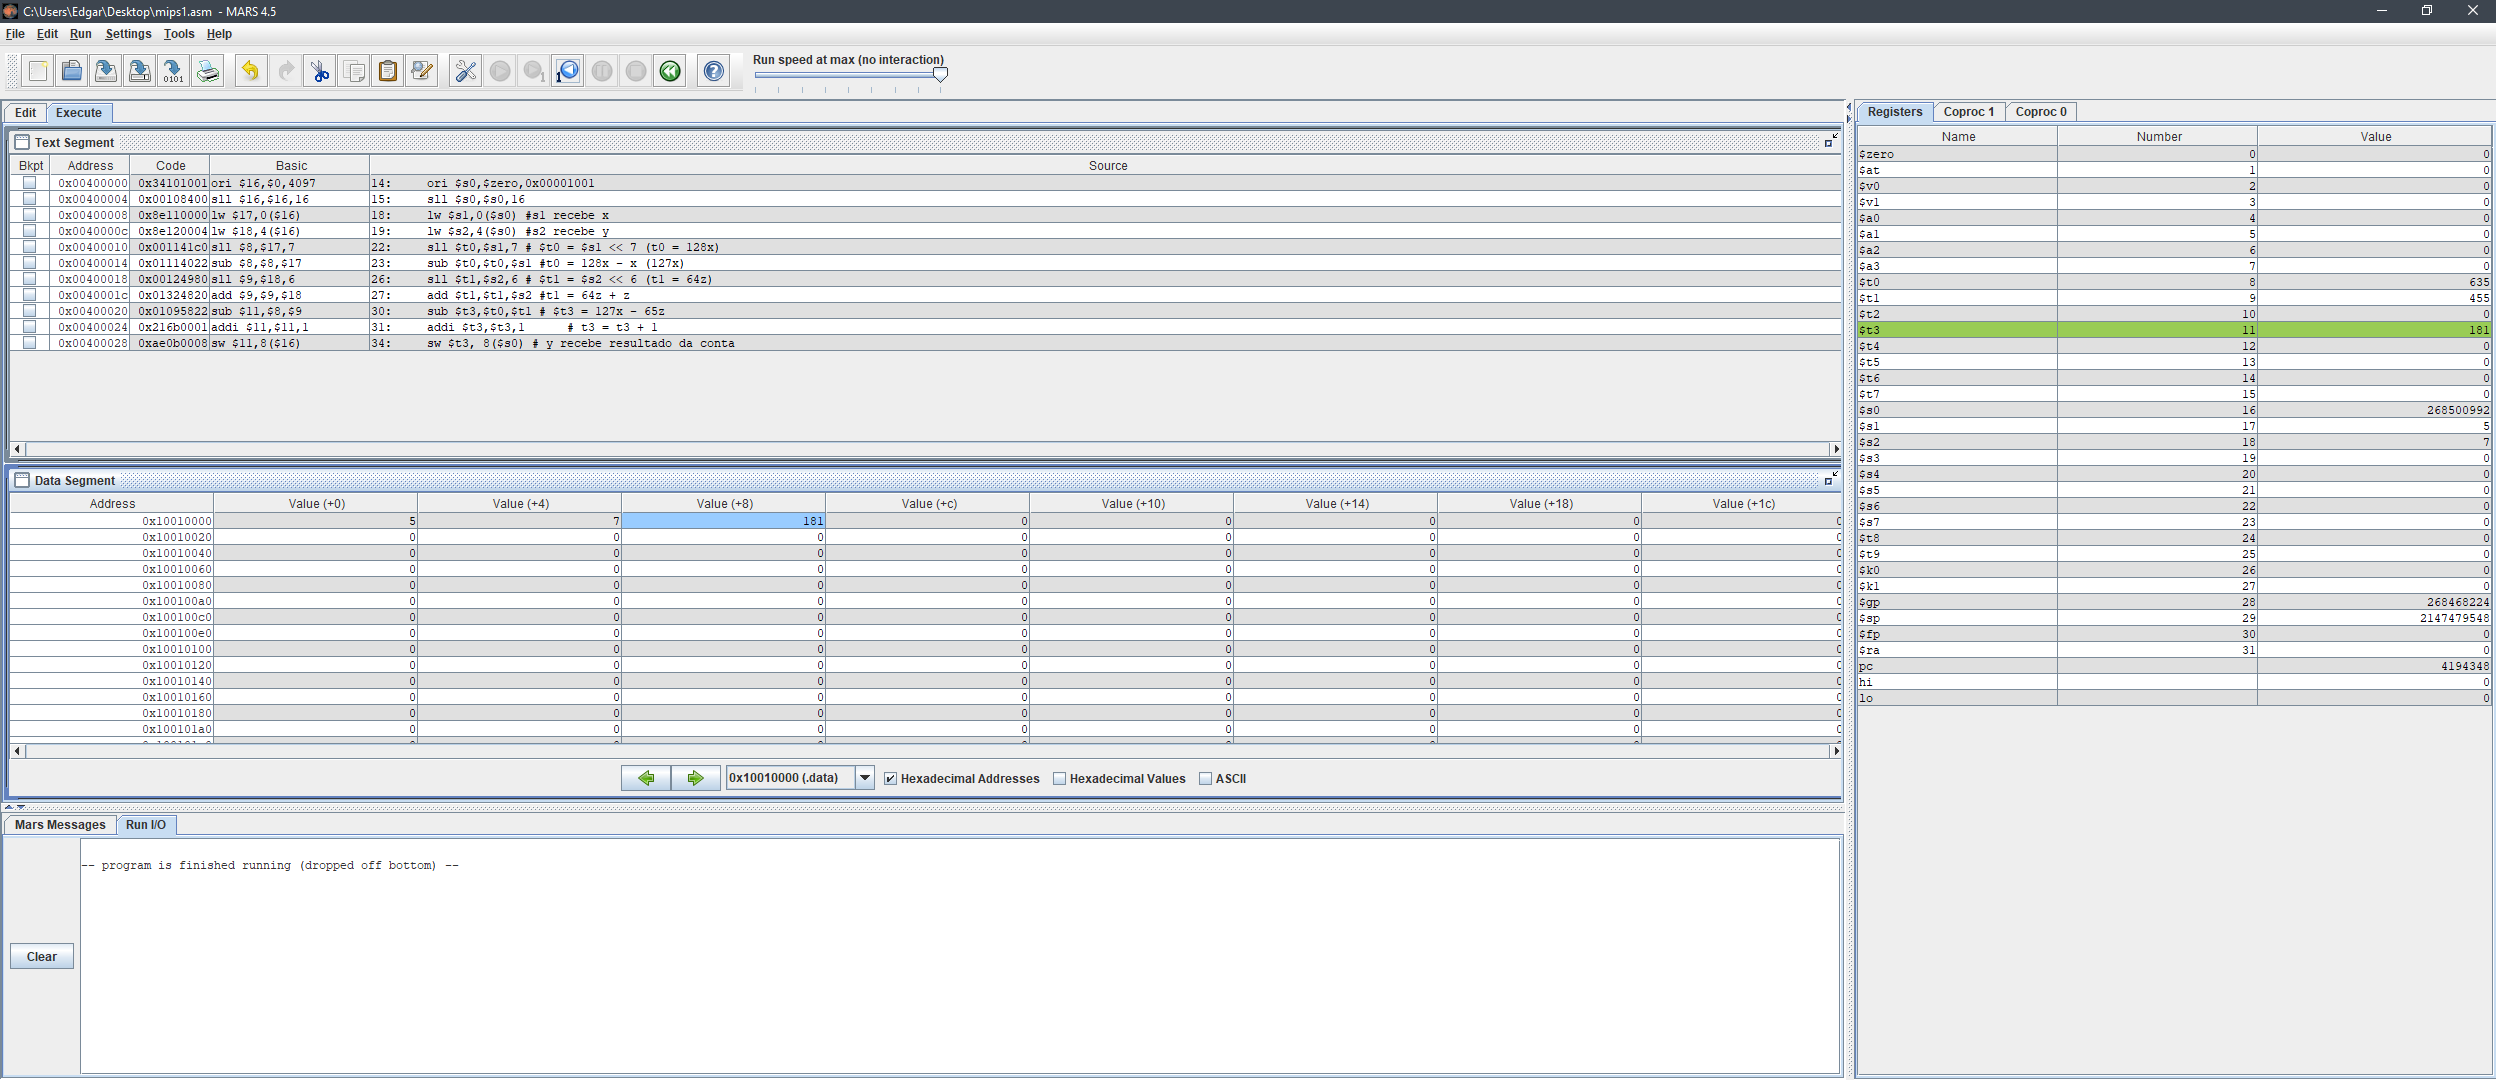 C:\Users\Edgar\Desktop\mips1.asm - MARS 4.5
File Edit Run Settings Tools Help
Run speed at max (no interaction)
Edit Execute
Text Segment
Bkpt Address Code Basic Source
0x00400000 0x34101001 ori $16,$0,4097 14: ori $s0,$zero,0x00001001
0x00400004 0x00108400 sll $16,$16,16 15: sll $s0,$s0,16
0x00400008 0x8e110000 lw $17,0($16) 18: lw $s1,0($s0) #s1 recebe x
0x0040000c 0x8e120004 lw $18,4($16) 19: lw $s2,4($s0) #s2 recebe y
0x00400010 0x001141c0 sll $8,$17,7 22: sll $t0,$s1,7 # $t0 = $s1 << 7 (t0 = 128x)
0x00400014 0x01114022 sub $8,$8,$17 23: sub $t0,$t0,$s1 #t0 = 128x - x (127x)
0x00400018 0x00124980 sll $9,$18,6 26: sll $t1,$s2,6 # $t1 = $s2 << 6 (t1 = 64z)
0x0040001c 0x01324820 add $9,$9,$18 27: add $t1,$t1,$s2 #t1 = 64z + z
0x00400020 0x01095822 sub $11,$8,$9 30: sub $t3,$t0,$t1 # $t3 = 127x - 65z
0x00400024 0x216b0001 addi $11,$11,1 31: addi $t3,$t3,1 # t3 = t3 + 1
0x00400028 0xae0b0008 sw $11,8($16) 34: sw $t3, 8($s0) # y recebe resultado da conta
Data Segment
Address Value (+0) Value (+4) Value (+8) Value (+c) Value (+10) Value (+14) Value (+18) Value (+1c)
0x10010000 5 7 181 0 0 0 0 0
0x10010020 0 0 0 0 0 0 0 0
0x10010040 0 0 0 0 0 0 0 0
0x10010060 0 0 0 0 0 0 0 0
0x10010080 0 0 0 0 0 0 0 0
0x100100a0 0 0 0 0 0 0 0 0
0x100100c0 0 0 0 0 0 0 0 0
0x100100e0 0 0 0 0 0 0 0 0
0x10010100 0 0 0 0 0 0 0 0
0x10010120 0 0 0 0 0 0 0 0
0x10010140 0 0 0 0 0 0 0 0
0x10010160 0 0 0 0 0 0 0 0
0x10010180 0 0 0 0 0 0 0 0
0x100101a0 0 0 0 0 0 0 0 0
0x10010000 (.data) Hexadecimal Addresses Hexadecimal Values ASCII
Mars Messages Run I/O
-- program is finished running (dropped off bottom) --
Clear
Registers Coproc 1 Coproc 0
Name Number Value
$zero 0 0
$at 1 0
$v0 2 0
$v1 3 0
$a0 4 0
$a1 5 0
$a2 6 0
$a3 7 0
$t0 8 635
$t1 9 455
$t2 10 0
$t3 11 181
$t4 12 0
$t5 13 0
$t6 14 0
$t7 15 0
$s0 16 268500992
$s1 17 5
$s2 18 7
$s3 19 0
$s4 20 0
$s5 21 0
$s6 22 0
$s7 23 0
$t8 24 0
$t9 25 0
$k0 26 0
$k1 27 0
$gp 28 268468224
$sp 29 2147479548
$fp 30 0
$ra 31 0
pc 4194348
hi 0
lo 0